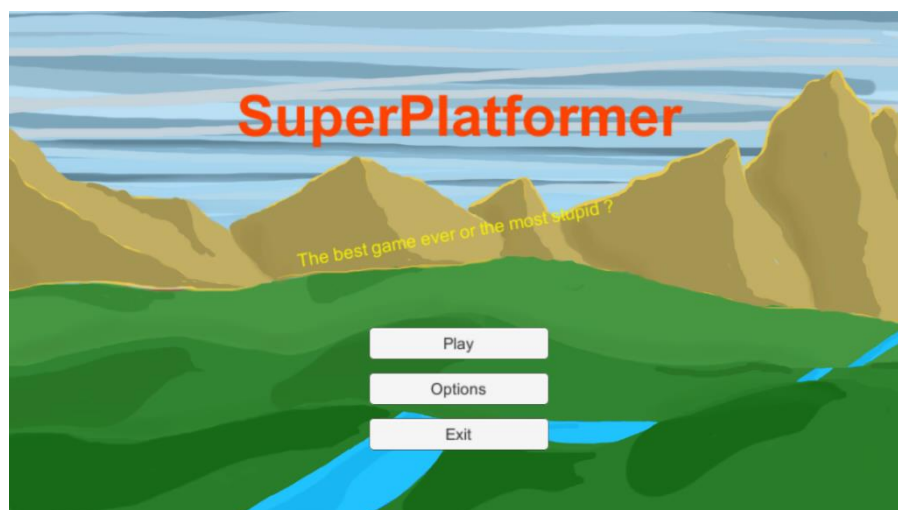 SuperPlatformer
The best game ever or the most stupid ?
Play
Options
Exit